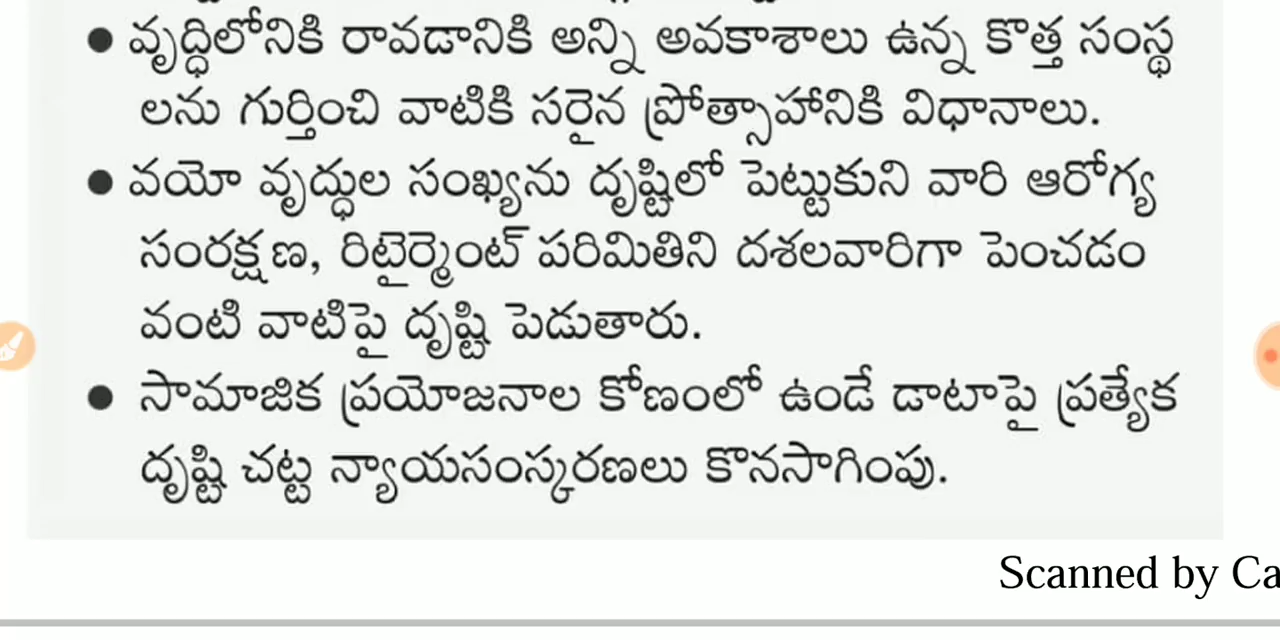 ● వృద్ధిలోనికి రావడానికి అన్ని అవకాశాలు ఉన్న కొత్త సంస్థ
లను గుర్తించి వాటికి సరైన ప్రోత్సాహానికి విధానాలు.
● వయో వృద్ధుల సంఖ్యను దృష్టిలో పెట్టుకుని వారి ఆరోగ్య
సంరక్షణ, రిటైర్మెంట్ పరిమితిని దశలవారిగా పెంచడం
వంటి వాటిపై దృష్టి పెడుతారు.
● సామాజిక ప్రయోజనాల కోణంలో ఉండే డాటాపై ప్రత్యేక
దృష్టి చట్ట న్యాయసంస్కరణలు కొనసాగింపు.
Scanned by Ca